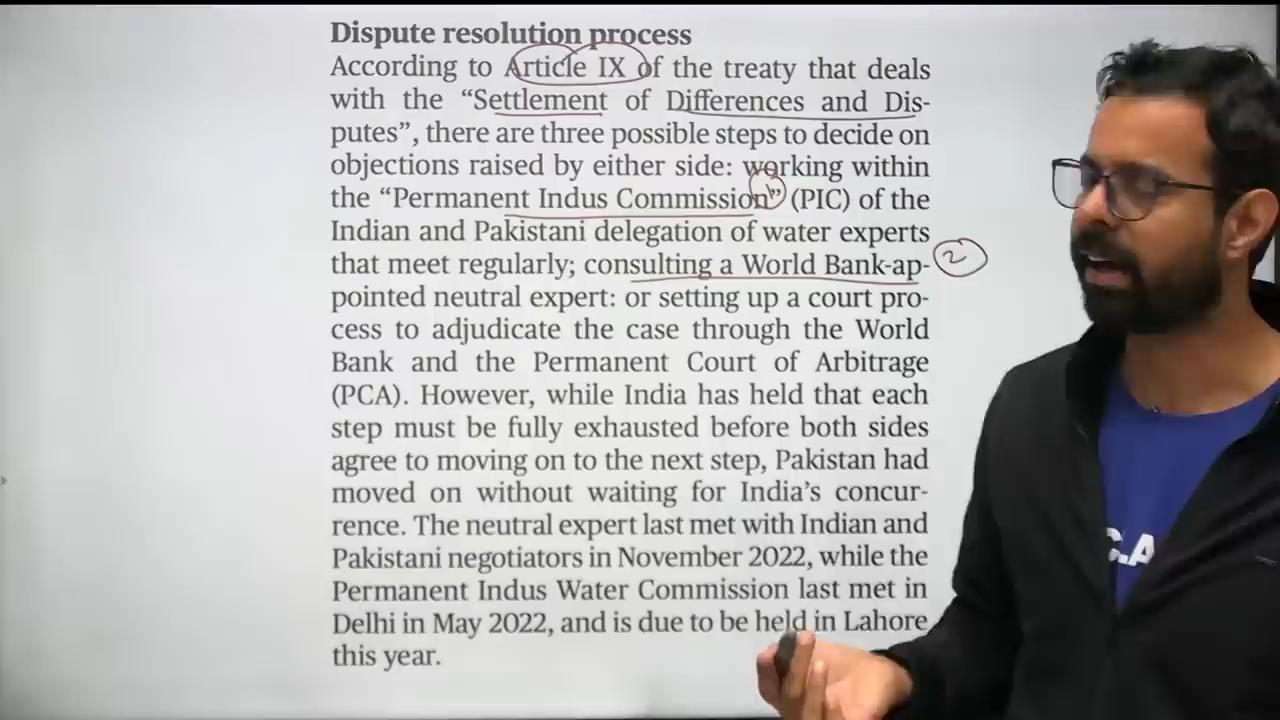 Dispute resolution process
According to Article IX of the treaty that deals
with the “Settlement of Differences and Dis-
putes”, there are three possible steps to decide on
objections raised by either side: working within
the “Permanent Indus Commission” (PIC) of the
Indian and Pakistani delegation of water experts
that meet regularly; consulting a World Bank-ap-
2
pointed neutral expert: or setting up a court pro-
cess to adjudicate the case through the World
Bank and the Permanent Court of Arbitrage
(PCA). However, while India has held that each
step must be fully exhausted before both sides
agree to moving on to the next step, Pakistan had
moved on without waiting for India’s concur-
rence. The neutral expert last met with Indian and
Pakistani negotiators in November 2022, while the
Permanent Indus Water Commission last met in
Delhi in May 2022, and is due to be held in Lahore
this year.